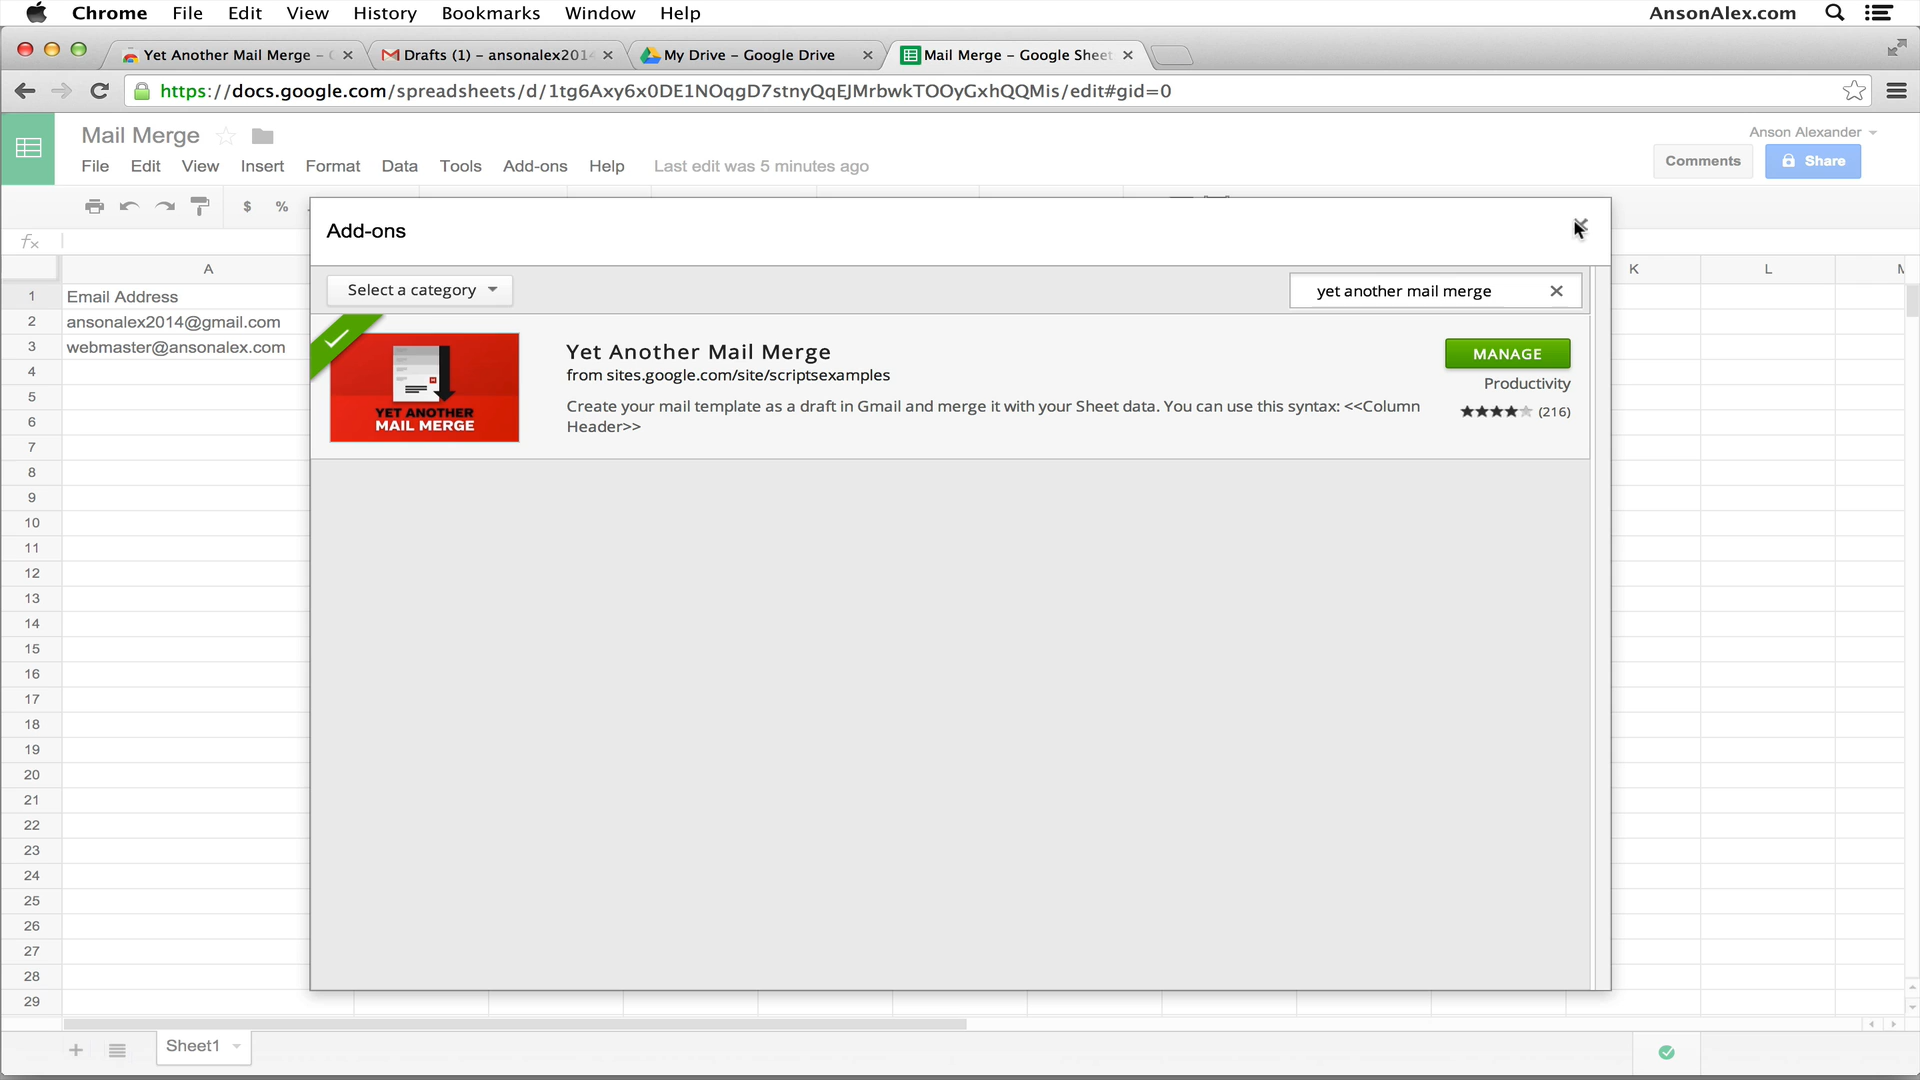 Chrome File Edit View History Bookmarks Window Help AnsonAlex.com
Yet Another Mail Merge – Drafts (1) – ansonalex201 My Drive – Google Drive Mail Merge – Google Sheet
https://docs.google.com/spreadsheets/d/1tg6Axy6x0DE1NOqgD7stnyQqEJMrbwkTOOyGxhQQMis/edit#gid=0
Mail Merge Anson Alexander
File Edit View Insert Format Data Tools Add-ons Help Last edit was 5 minutes ago Comments Share
$ %
Add-ons
fx
A K L
Select a category yet another mail merge
1 Email Address
2 ansonalex2014@gmail.com
3 webmaster@ansonalex.com
YET ANOTHER
MAIL MERGE
Yet Another Mail Merge MANAGE
from sites.google.com/site/scriptsexamples Productivity
Create your mail template as a draft in Gmail and merge it with your Sheet data. You can use this syntax: <<Column (216)
Header>>
4
5
6
7
8
9
10
11
12
13
14
15
16
17
18
19
20
21
22
23
24
25
26
27
28
29
Sheet1